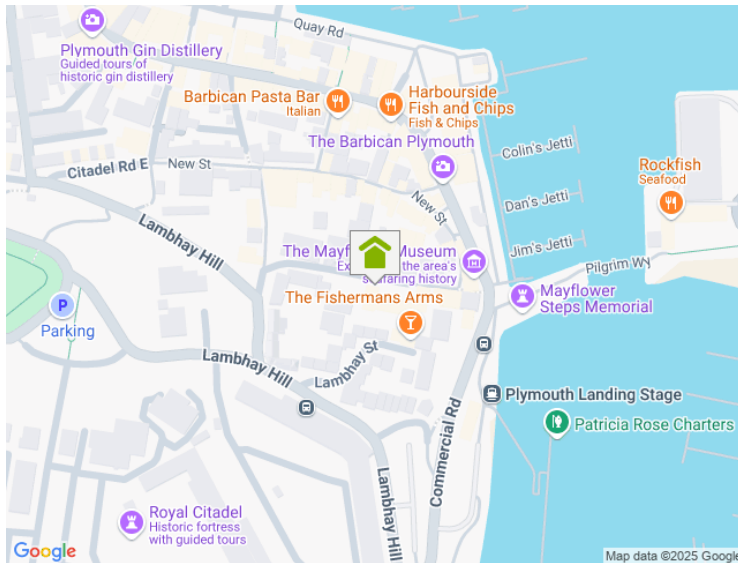 Quay Rd
Plymouth Gin Distillery
Guided tours of
historic gin distillery
Barbican Pasta Bar
Italian
Harbourside
Fish and Chips
Fish & Chips
The Barbican Plymouth
Colin's Jetti
Citadel Rd E
New St
Rockfish
Seafood
Dan's Jetti
New St
Lambhay Hill
Jim's Jetti
The Mayf Museum
Ex the area's
s faring history
Pilgrim Wy
The Fishermans Arms
Mayflower
Steps Memorial
P
Parking
Lambhay Hill
Lambhay St
Plymouth Landing Stage
Patricia Rose Charters
Commercial Rd
Lambhay Hill
Royal Citadel
Historic fortress
with guided tours
Google
Map data ©2025 Google